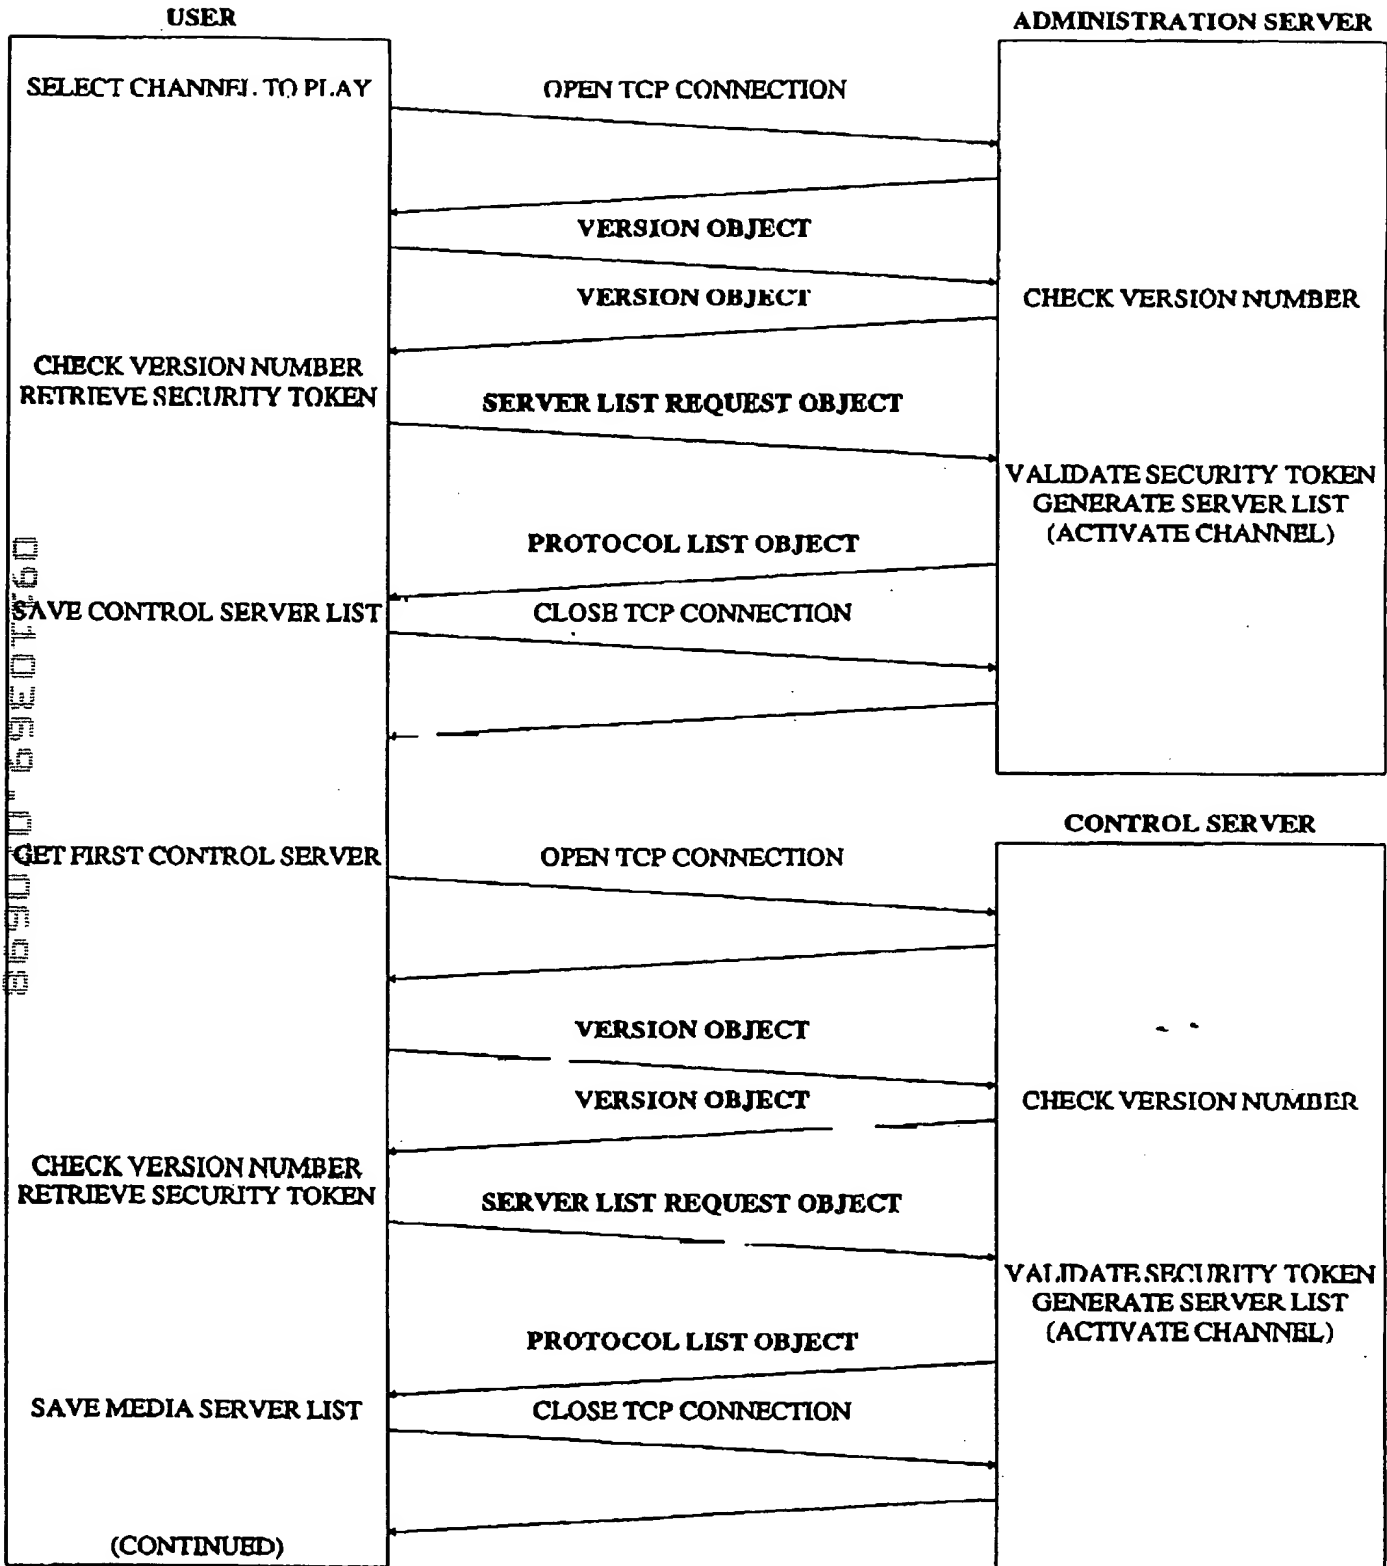 USER
ADMINISTRATION SERVER
SELECT CHANNEL TO PLAY
OPEN TCP CONNECTION
VERSION OBJECT
VERSION OBJECT
CHECK VERSION NUMBER
CHECK VERSION NUMBER
RETRIEVE SECURITY TOKEN
SERVER LIST REQUEST OBJECT
VALIDATE SECURITY TOKEN
GENERATE SERVER LIST
(ACTIVATE CHANNEL)
PROTOCOL LIST OBJECT
SAVE CONTROL SERVER LIST
CLOSE TCP CONNECTION
CONTROL SERVER
GET FIRST CONTROL SERVER
OPEN TCP CONNECTION
VERSION OBJECT
VERSION OBJECT
CHECK VERSION NUMBER
CHECK VERSION NUMBER
RETRIEVE SECURITY TOKEN
SERVER LIST REQUEST OBJECT
VALIDATE SECURITY TOKEN
GENERATE SERVER LIST
(ACTIVATE CHANNEL)
PROTOCOL LIST OBJECT
SAVE MEDIA SERVER LIST
CLOSE TCP CONNECTION
(CONTINUED)